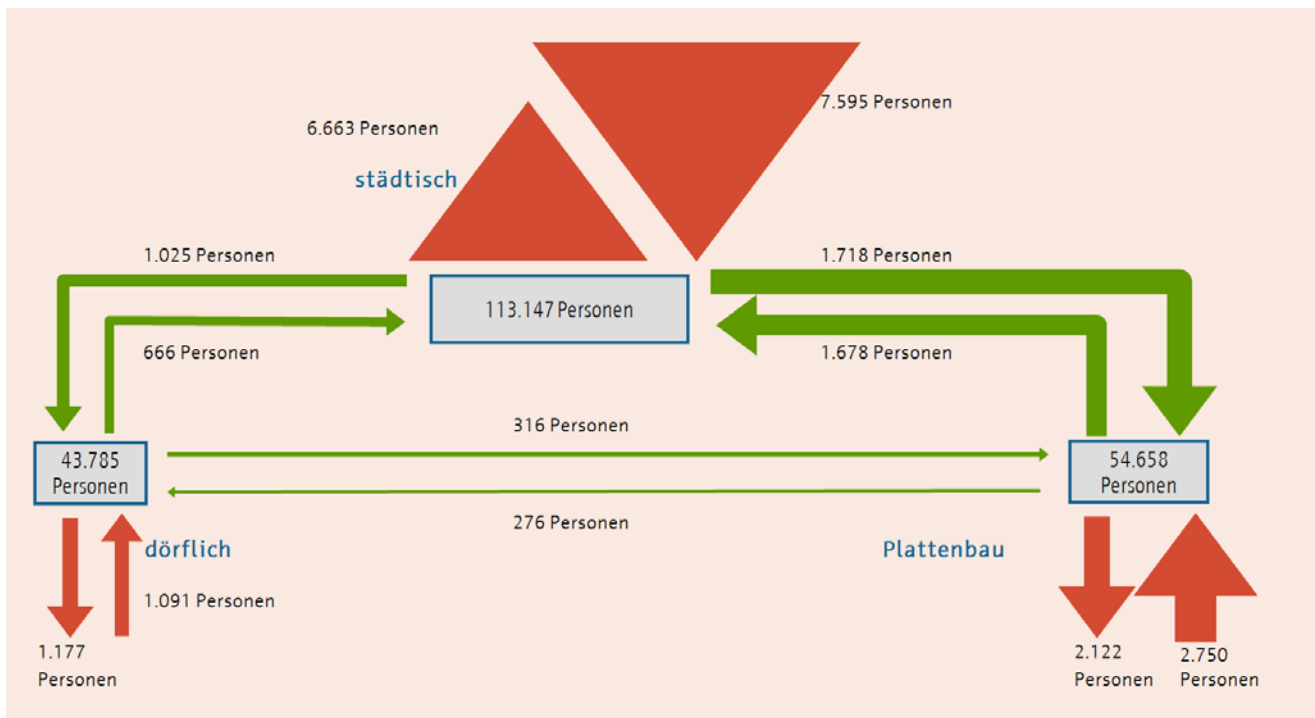 7.595 Personen
6.663 Personen
städtisch
1.025 Personen
1.718 Personen
113.147 Personen
666 Personen
1.678 Personen
316 Personen
43.785
Personen
54.658
Personen
276 Personen
dörflich
Plattenbau
1.091 Personen
1.177
Personen
2.122
Personen
2.750
Personen